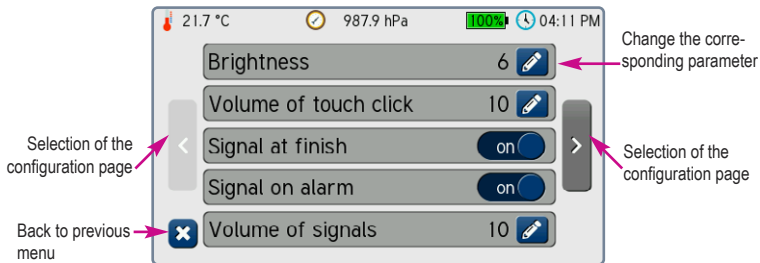 21.7 °C 987.9 hPa 100% 04:11 PM
Brightness 6
Change the corre-
sponding parameter
Volume of touch click 10
Selection of the
configuration page
Signal at finish on
Selection of the
configuration page
Signal on alarm on
Back to previous
menu
Volume of signals 10